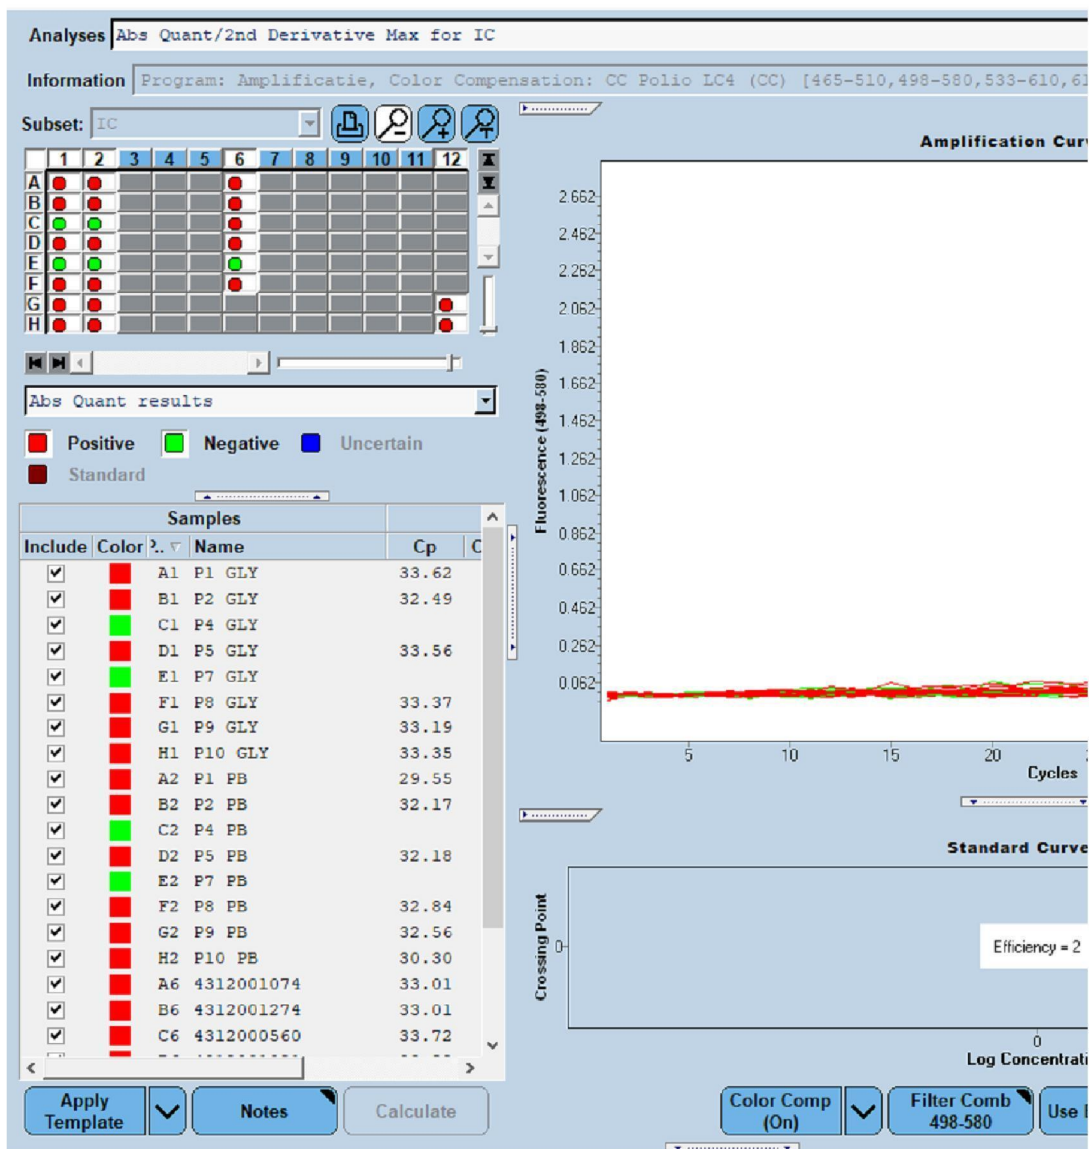 Analyses Abs Quant/2nd Derivative Max for IC
Information Program: Amplificatie, Color Compensation: CC Polio LC4 (CC) [465-510,498-580,533-610,
Subset: IC
1 2 3 4 5 6 7 8 9 10 11 12
A
B
C
D
E
F
G
H
Abs Quant results
Positive Negative Uncertain
Standard
Samples
Include Color Name Cp
A1 P1 GLY 33.62
B1 P2 GLY 32.49
C1 P4 GLY
D1 P5 GLY 33.56
E1 P7 GLY
F1 P8 GLY 33.37
G1 P9 GLY 33.19
H1 P10 GLY 33.35
A2 P1 PB 29.55
B2 P2 PB 32.17
C2 P4 PB
D2 P5 PB 32.18
E2 P7 PB
F2 P8 PB 32.84
G2 P9 PB 32.56
H2 P10 PB 30.30
A6 4312001074 33.01
B6 4312001274 33.01
C6 4312000560 33.72
Apply Template
Notes
Calculate
Amplification
Fluorescence (498-580)
2.662
2.462
2.262
2.062
1.862
1.662
1.462
1.262
1.062
0.862
0.662
0.462
0.262
0.062
5 10 15 20
Cycles
Standard Curve
Crossing Point
0
Efficiency = 2
0
Log
Color Comp (On)
Filter Comb 498-580
Use